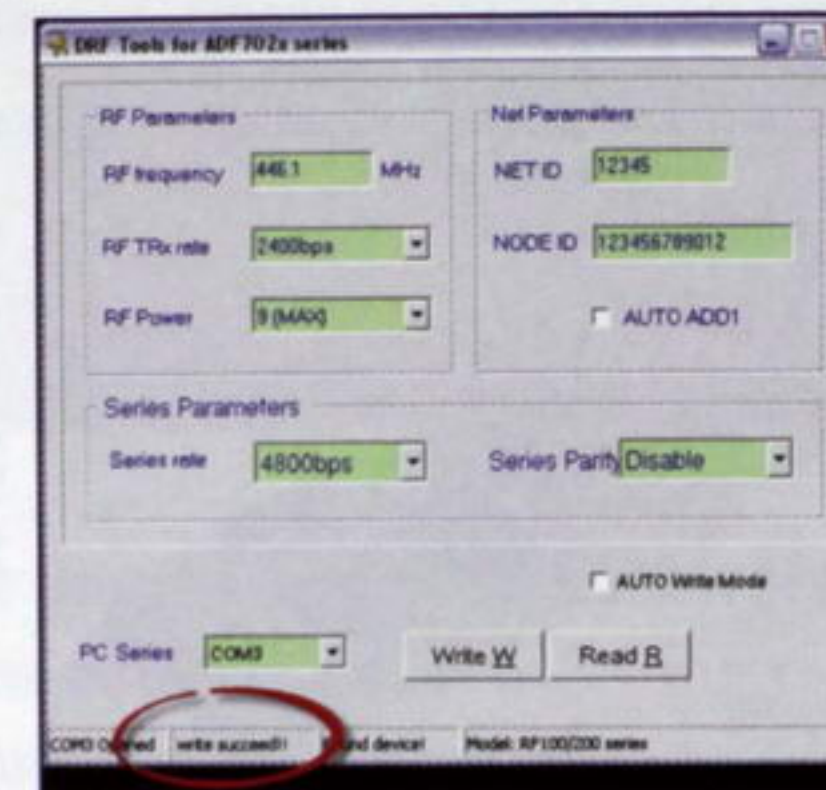 DRF Tools for ADF702x series
RF Parameters
RF frequency 446.1 MHz
RF TRx rate 2400bps
RF Power 9 (MAX)
Net Parameters
NET ID 12345
NODE ID 123456789012
AUTO ADD1
Series Parameters
Series rate 4800bps
Series Parity Disable
AUTO Write Mode
PC Series COM3
Write W
Read R
COM3 Opened write succeed!! Found device! Model: RF100/200 series